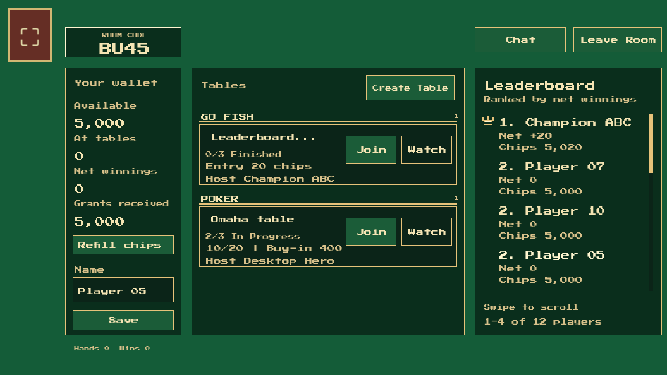 ROOM CODE
BU45
Chat
Leave Room
Your wallet
Available
5,000
At tables
0
Net winnings
0
Grants received
5,000
Refill chips
Name
Player 05
Save
Hands 0 Wins 0
Tables
Create Table
GO FISH
1
Leaderboard...
0/3 Finished
Entry 20 chips
Host Champion ABC
Join
Watch
POKER
1
Omaha table
2/3 In Progress
10/20 | Buy-in 400
Host Desktop Hero
Join
Watch
Leaderboard
Ranked by net winnings
1. Champion ABC
Net +20
Chips 5,020
2. Player 07
Net 0
Chips 5,000
2. Player 10
Net 0
Chips 5,000
2. Player 05
Net 0
Chips 5,000
Swipe to scroll
1-4 of 12 players